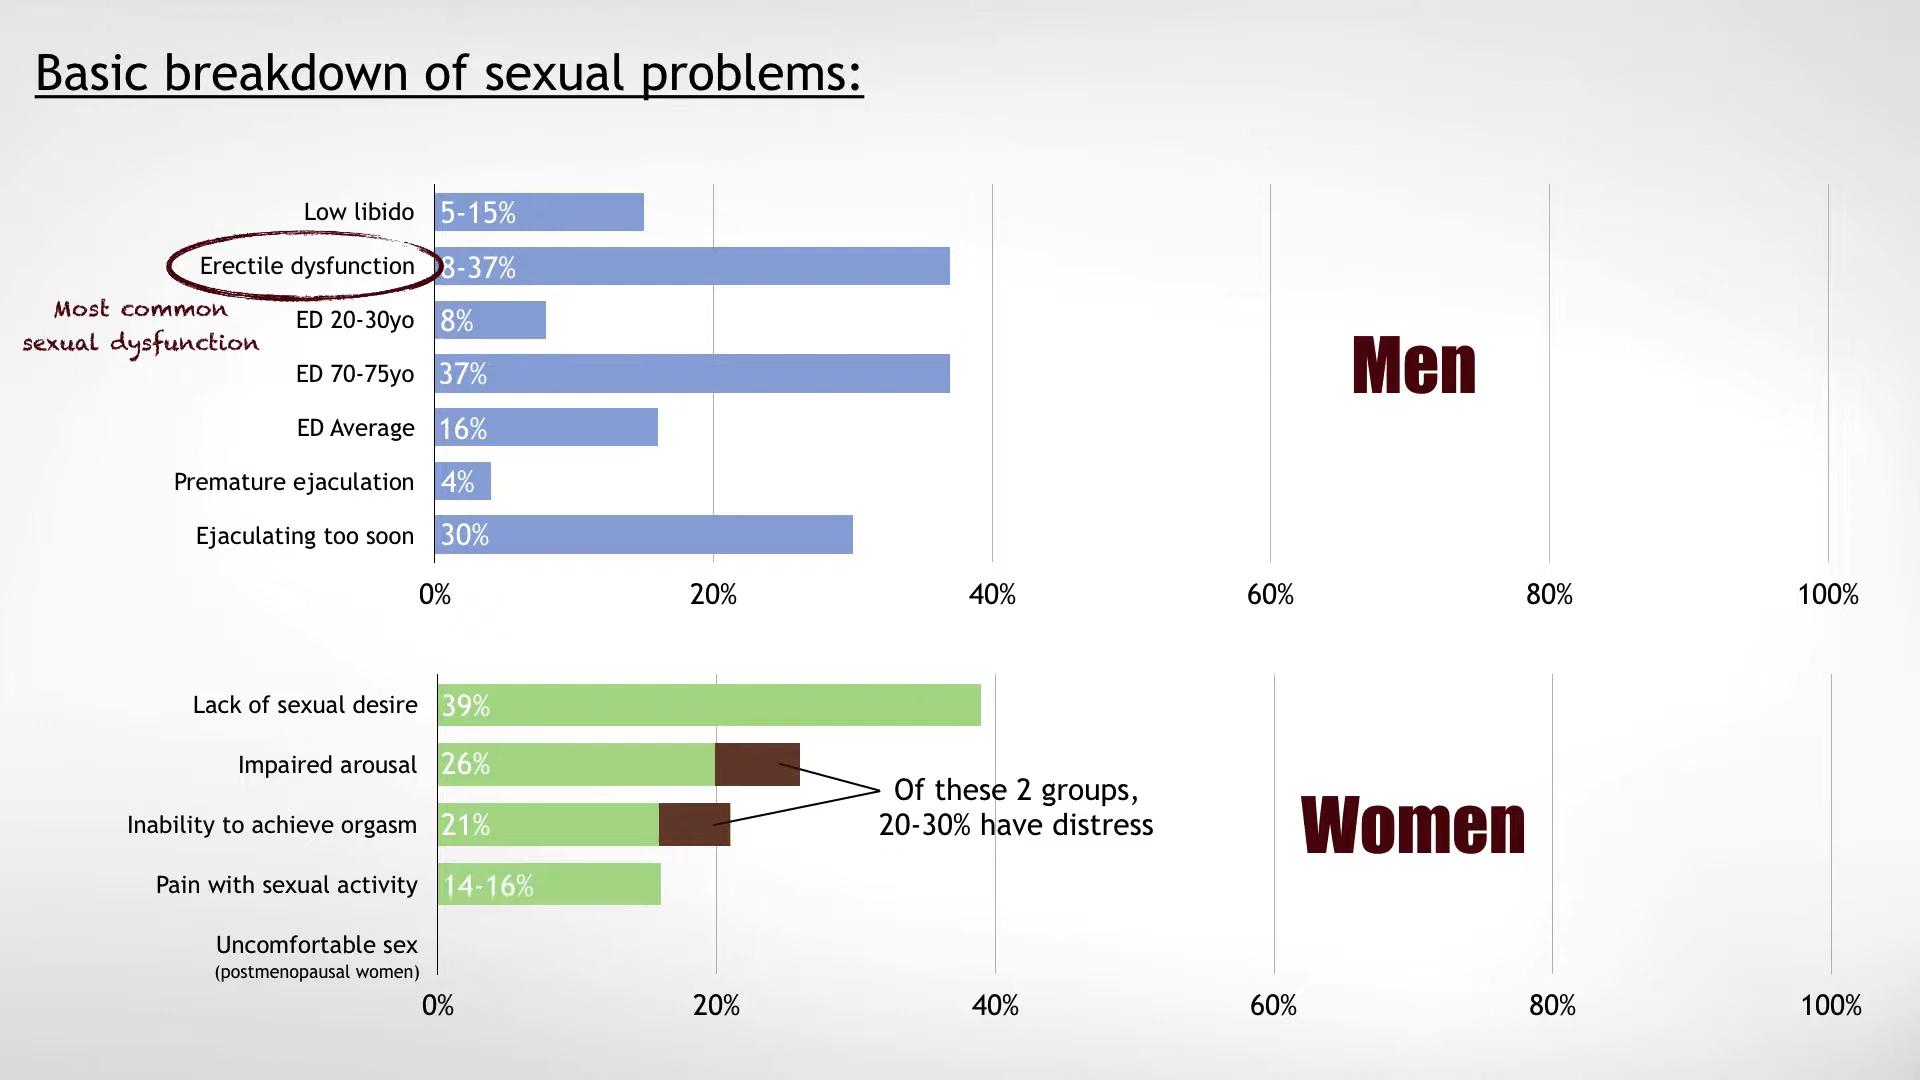 Basic breakdown of sexual problems:
Low libido 5-15%
Erectile dysfunction 8-37%
Most common
sexual dysfunction
ED 20-30yo 8%
ED 70-75yo 37%
ED Average 16%
Premature ejaculation 4%
Ejaculating too soon 30%
Men
0% 20% 40% 60% 80% 100%
Lack of sexual desire 39%
Impaired arousal 26%
Inability to achieve orgasm 21%
Of these 2 groups,
20-30% have distress
Women
Pain with sexual activity 14-16%
Uncomfortable sex
(postmenopausal women)
0% 20% 40% 60% 80% 100%